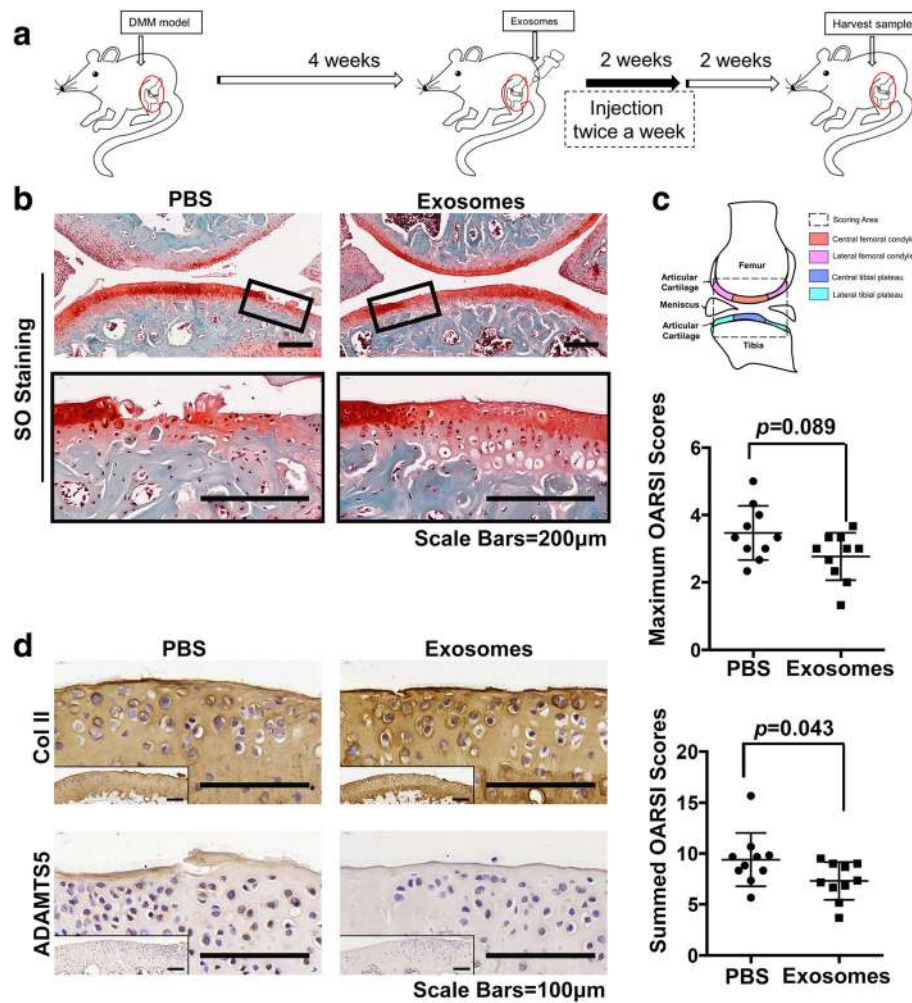 a
DMM model
4 weeks
Exosomes
2 weeks
Injection
twice a week
2 weeks
Harvest sample
b
PBS
Exosomes
SO Staining
Scale Bars=200μm
c
Femur
Articular
Cartilage
Meniscus
Articular
Cartilage
Tibia
Scoring Area
Central femoral condyle
Lateral femoral condyle
Central tibial plateau
Lateral tibial plateau
Maximum OARSI Scores
6
4
2
0
p=0.089
PBS
Exosomes
d
PBS
Exosomes
Col II
ADAMTS5
Scale Bars=100μm
Summed OARSI Scores
20
15
10
5
0
p=0.043
PBS
Exosomes